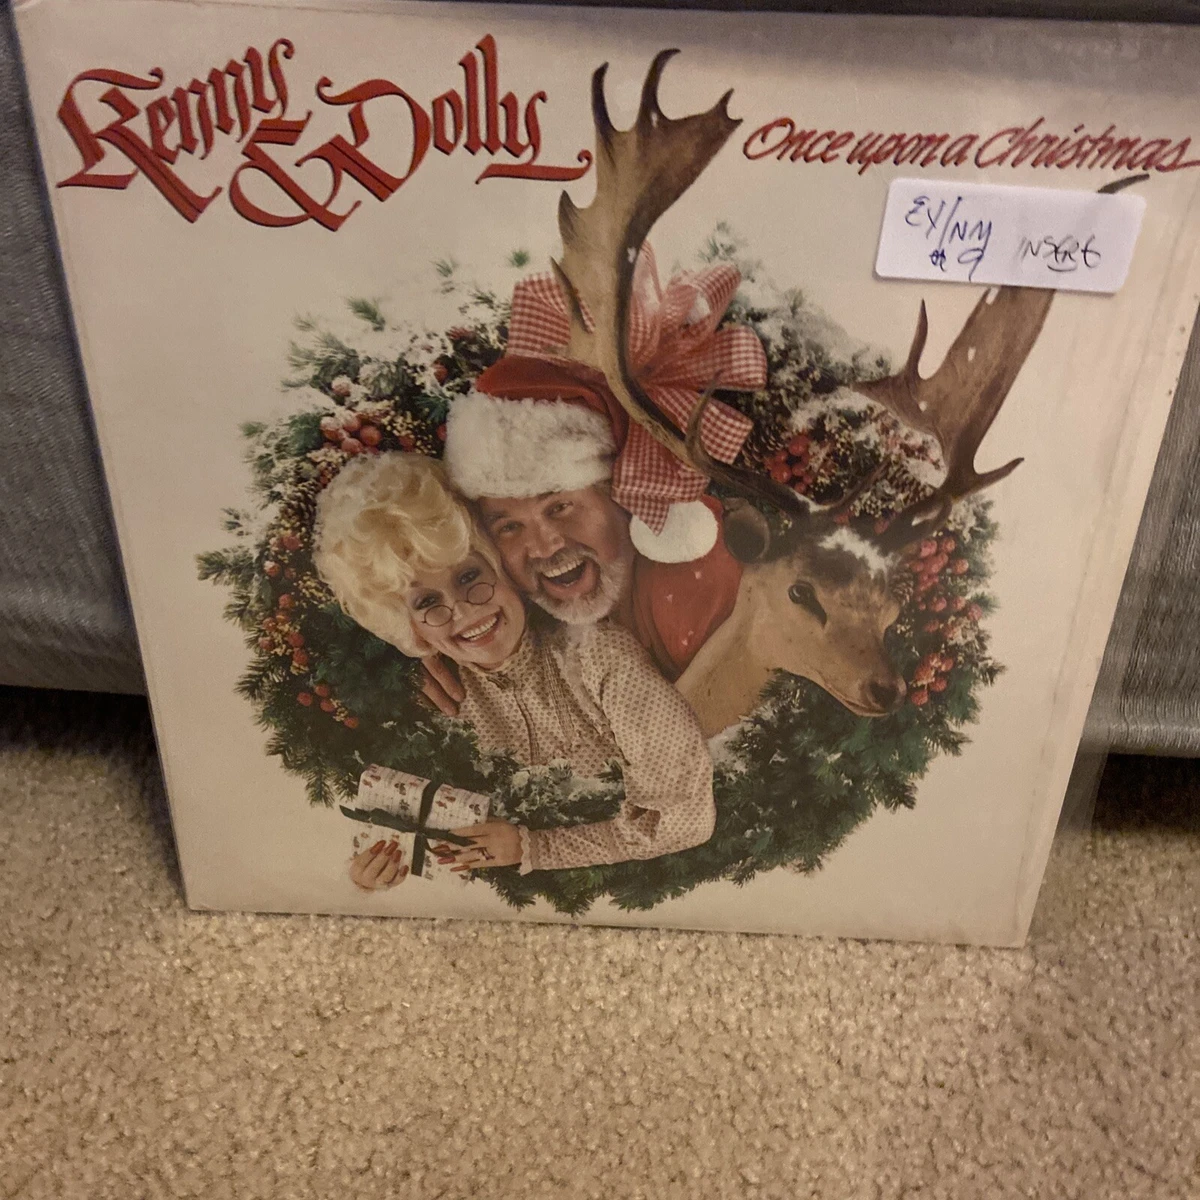 Kenny
& Dolly
Once upon a Christmas
EX/NM INSERT
$9